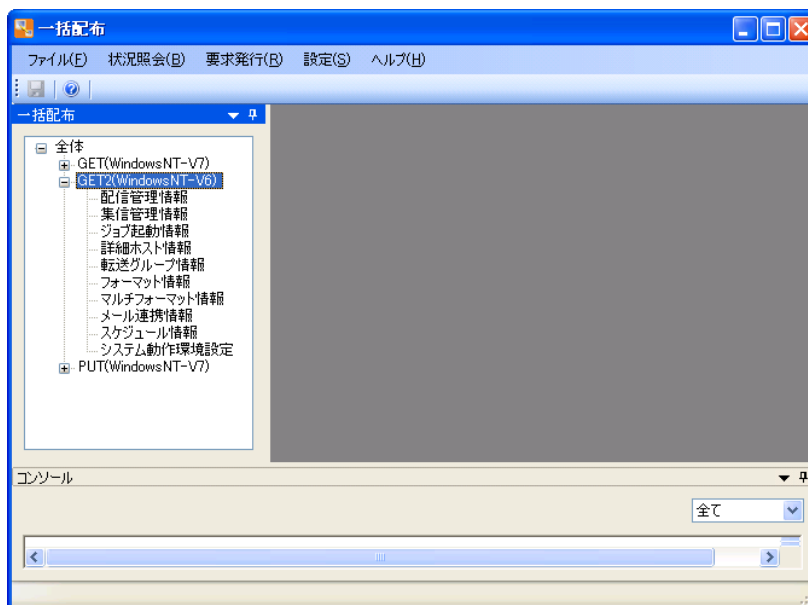 一括配布
ファイル(F) 状況照会(B) 要求発行(R) 設定(S) ヘルプ(H)
一括配布
全体
GET(WindowsNT-V7)
GET2(WindowsNT-V6)
配信管理情報
集信管理情報
ジョブ起動情報
詳細ホスト情報
転送グループ情報
フォーマット情報
マルチフォーマット情報
メール連携情報
スケジュール情報
システム動作環境設定
PUT(WindowsNT-V7)
コンソール
全て